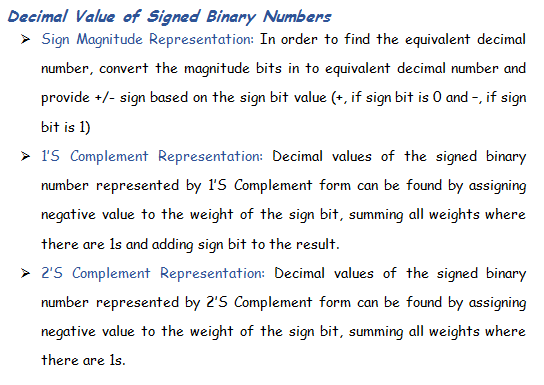 Decimal Value of Signed Binary Numbers
➤ Sign Magnitude Representation: In order to find the equivalent decimal
number, convert the magnitude bits in to equivalent decimal number and
provide +/- sign based on the sign bit value (+, if sign bit is 0 and –, if sign
bit is 1)
➤ 1'S Complement Representation: Decimal values of the signed binary
number represented by 1'S Complement form can be found by assigning
negative value to the weight of the sign bit, summing all weights where
there are 1s and adding sign bit to the result.
➤ 2'S Complement Representation: Decimal values of the signed binary
number represented by 2'S Complement form can be found by assigning
negative value to the weight of the sign bit, summing all weights where
there are 1s.